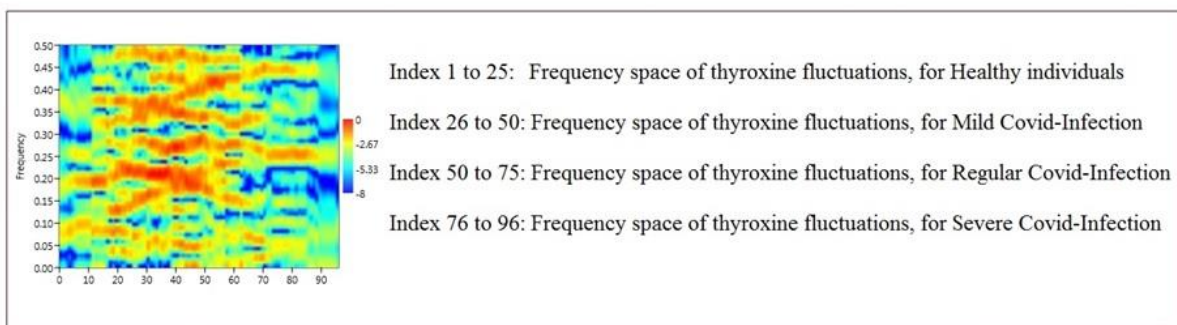 0.50
0.45
0.40
0.35
0.30
0.25
0.20
0.15
0.10
0.05
0.00
Frequency
0 10 20 30 40 50 60 70 80 90
0
-2.67
-5.33
-8
Index 1 to 25: Frequency space of thyroxine fluctuations, for Healthy individuals
Index 26 to 50: Frequency space of thyroxine fluctuations, for Mild Covid-Infection
Index 50 to 75: Frequency space of thyroxine fluctuations, for Regular Covid-Infection
Index 76 to 96: Frequency space of thyroxine fluctuations, for Severe Covid-Infection